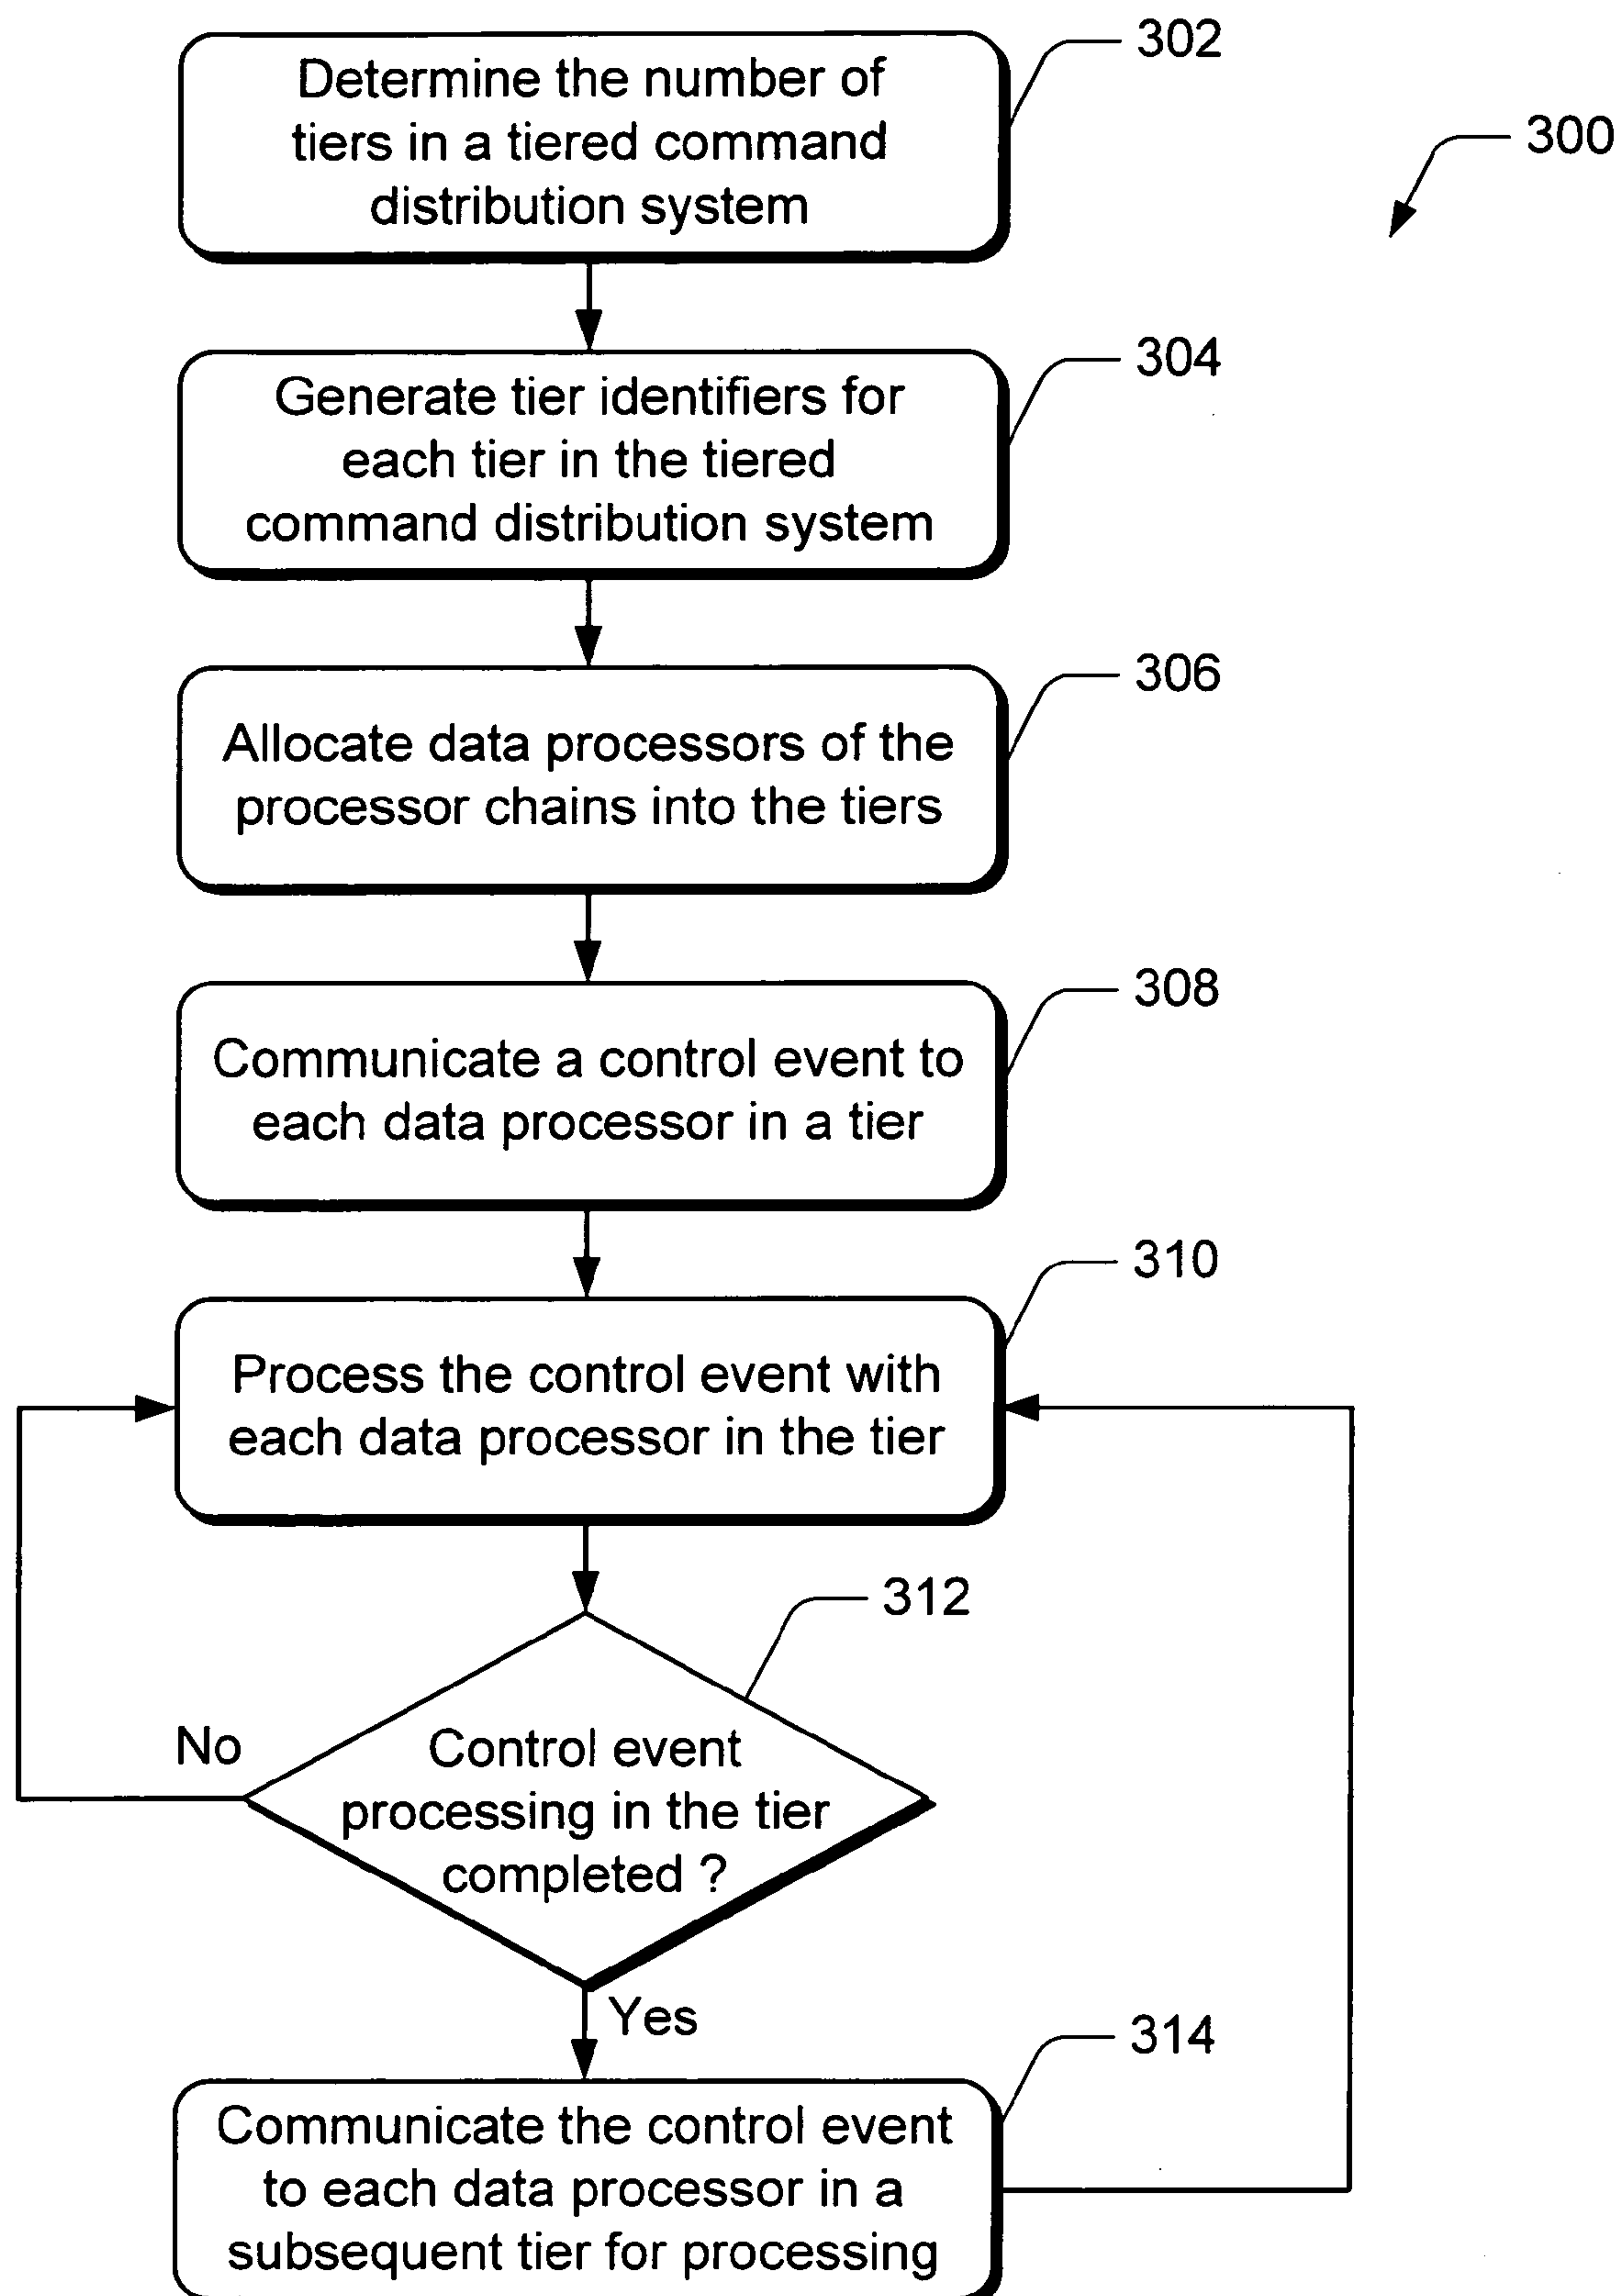 302
Determine the number of
tiers in a tiered command
distribution system
300
304
Generate tier identifiers for
each tier in the tiered
command distribution system
306
Allocate data processors of the
processor chains into the tiers
308
Communicate a control event to
each data processor in a tier
310
Process the control event with
each data processor in the tier
312
No
Control event
processing in the tier
completed ?
Yes
314
Communicate the control event
to each data processor in a
subsequent tier for processing